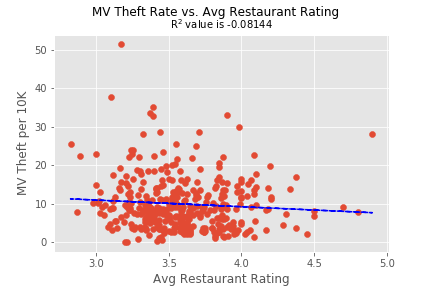 MV Theft Rate vs. Avg Restaurant Rating
R² value is -0.08144
MV Theft per 10K
50
40
30
20
10
0
3.0 3.5 4.0 4.5 5.0
Avg Restaurant Rating